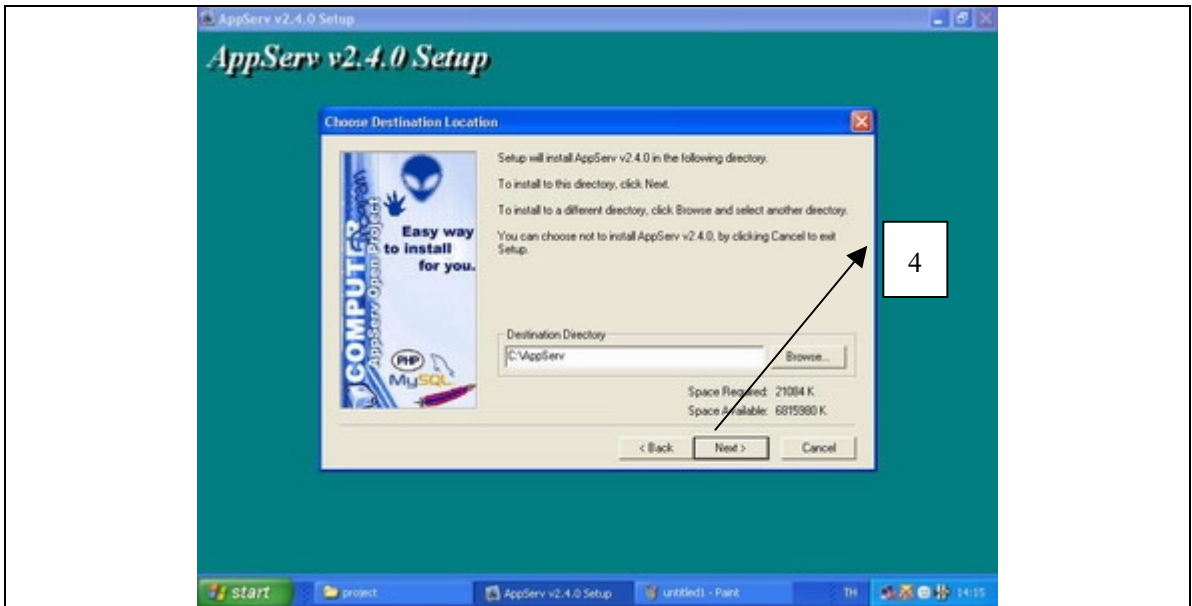 AppServ v2.4.0 Setup
AppServ v2.4.0 Setup
Choose Destination Location
COMPUTER
program
AppServ Open Project
Easy way
to install
for you.
PHP
MySQL
Setup will install AppServ v2.4.0 in the following directory.
To install to this directory, click Next.
To install to a different directory, click Browse and select another directory.
You can choose not to install AppServ v2.4.0, by clicking Cancel to exit
Setup.
4
Destination Directory
C:\AppServ
Browse...
Space Required: 21084 K
Space Available: 6815980 K
< Back
Next >
Cancel
start
project
AppServ v2.4.0 Setup
untitled1 - Paint
TH
14:15